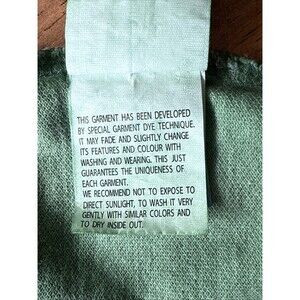 THIS GARMENT HAS BEEN DEVELOPED
BY SPECIAL GARMENT DYE TECHNIQUE.
IT MAY FADE AND SLIGHTLY CHANGE
ITS FEATURES AND COLOUR WITH
WASHING AND WEARING. THIS JUST
GUARANTEES THE UNIQUENESS OF
EACH GARMENT.
WE RECOMMEND NOT TO EXPOSE TO
DIRECT SUNLIGHT, TO WASH IT VERY
GENTLY WITH SIMILAR COLORS AND
TO DRY INSIDE OUT.